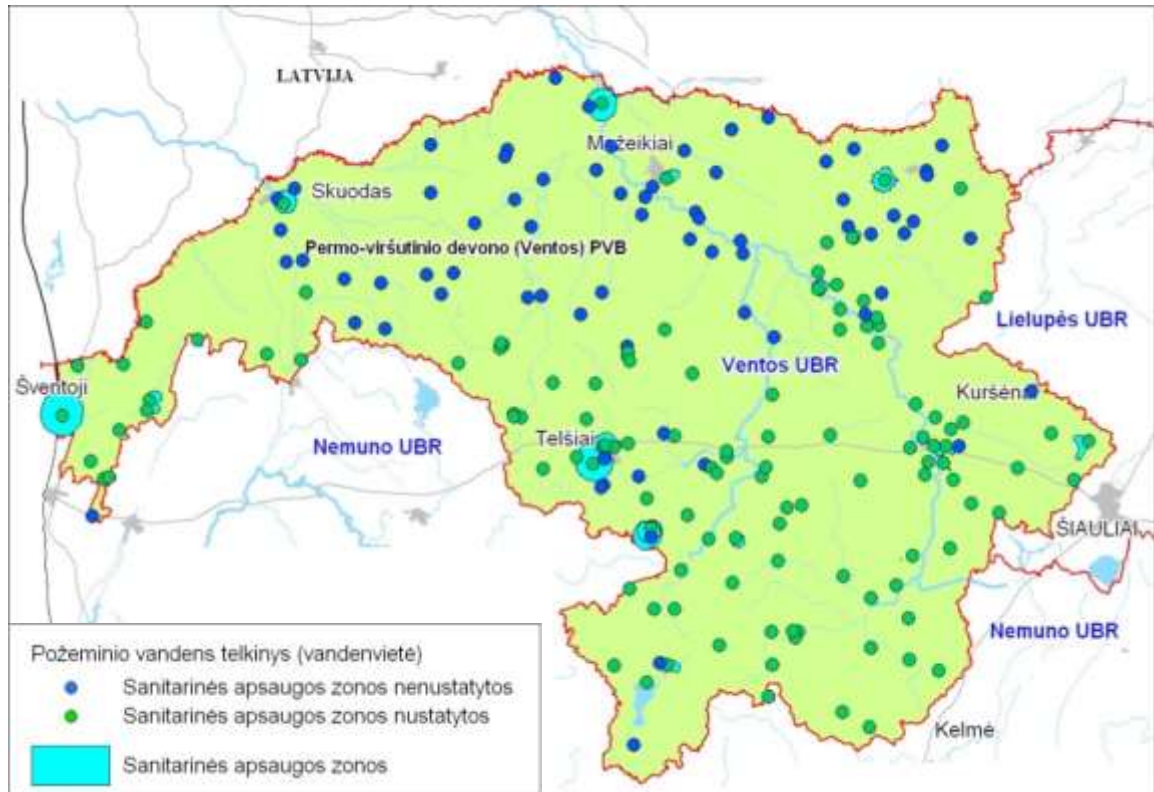 LATVIJA
Mažeikiai
Skuodas
Permo-viršutinio devono (Ventos) PVB
Lielupės UBR
Ventos UBR
Šventoji
Kuršėnai
Nemuno UBR
Telšiai
ŠIAULIAI
Nemuno UBR
Kelmė
Požeminio vandens telkinys (vandenvietė)
Sanitarinės apsaugos zonos nenustatytos
Sanitarinės apsaugos zonos nustatytos
Sanitarinės apsaugos zonos